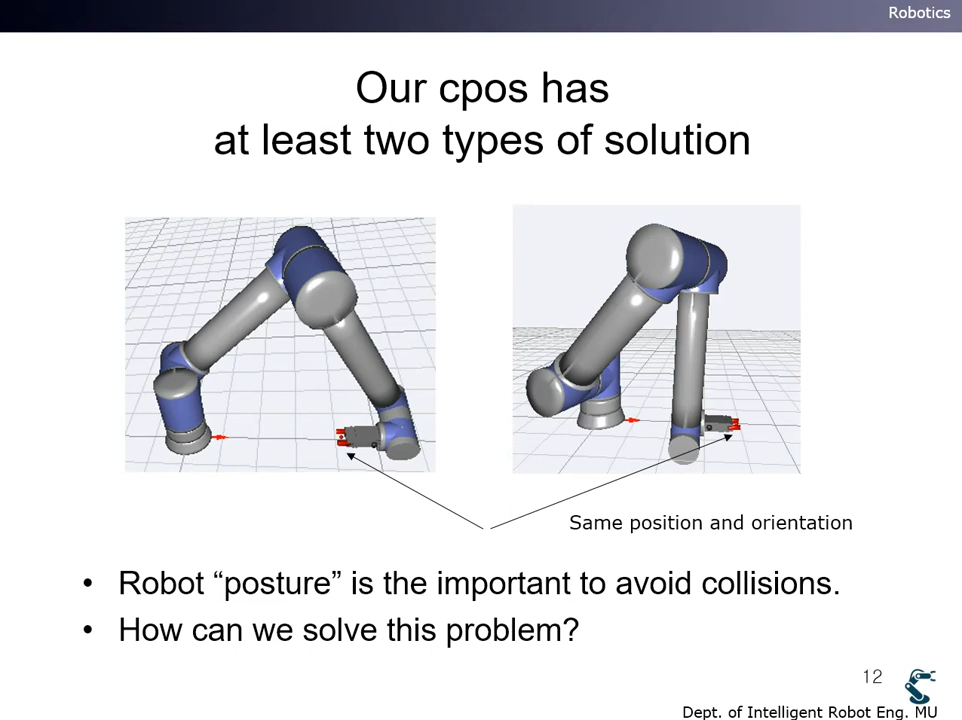 Robotics
Our cpos has
at least two types of solution
Same position and orientation
• Robot “posture” is the important to avoid collisions.
• How can we solve this problem?
12
Dept. of Intelligent Robot Eng. MU